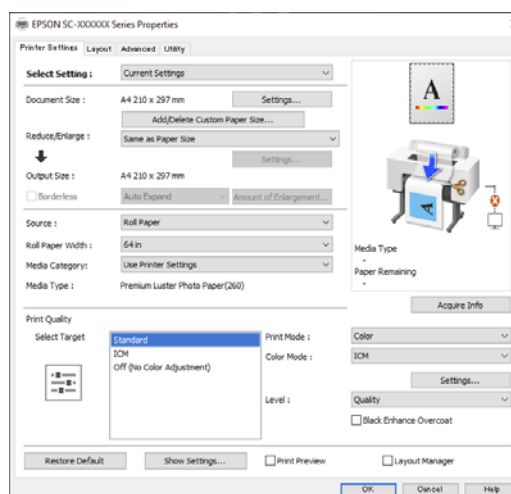 EPSON SC-XXXXXX Series Properties
Printer Settings Layout Advanced Utility
Select Setting : Current Settings
Document Size : A4 210 x 297 mm Settings...
Add/Delete Custom Paper Size...
Reduce/Enlarge : Same as Paper Size
Settings...
Output Size : A4 210 x 297 mm
Borderless Auto Expand Amount of Enlargement...
Source : Roll Paper
Roll Paper Width : 64 in
Media Category: Use Printer Settings
Media Type : Premium Luster Photo Paper(260)
A
A
Media Type
-
Paper Remaining
-
Acquire Info
Print Quality
Select Target
Standard
ICM
Off (No Color Adjustment)
Print Mode : Color
Color Mode : ICM
Settings...
Level : Quality
Black Enhance Overcoat
Restore Default Show Settings... Print Preview Layout Manager
OK Cancel Help